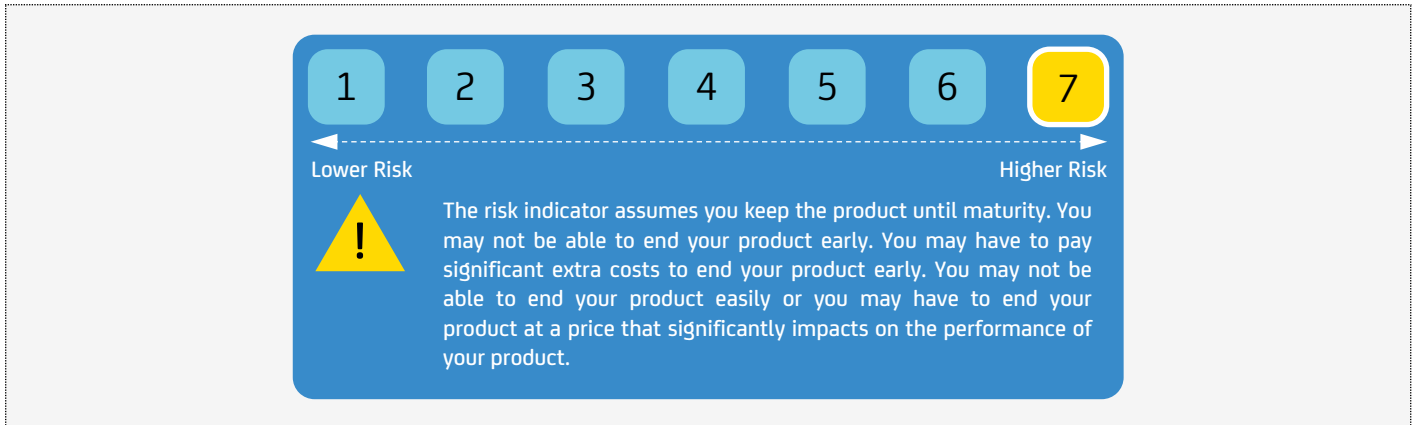 1 2 3 4 5 6 7
Lower Risk Higher Risk
!
The risk indicator assumes you keep the product until maturity. You
may not be able to end your product early. You may have to pay
significant extra costs to end your product early. You may not be
able to end your product easily or you may have to end your
product at a price that significantly impacts on the performance of
your product.